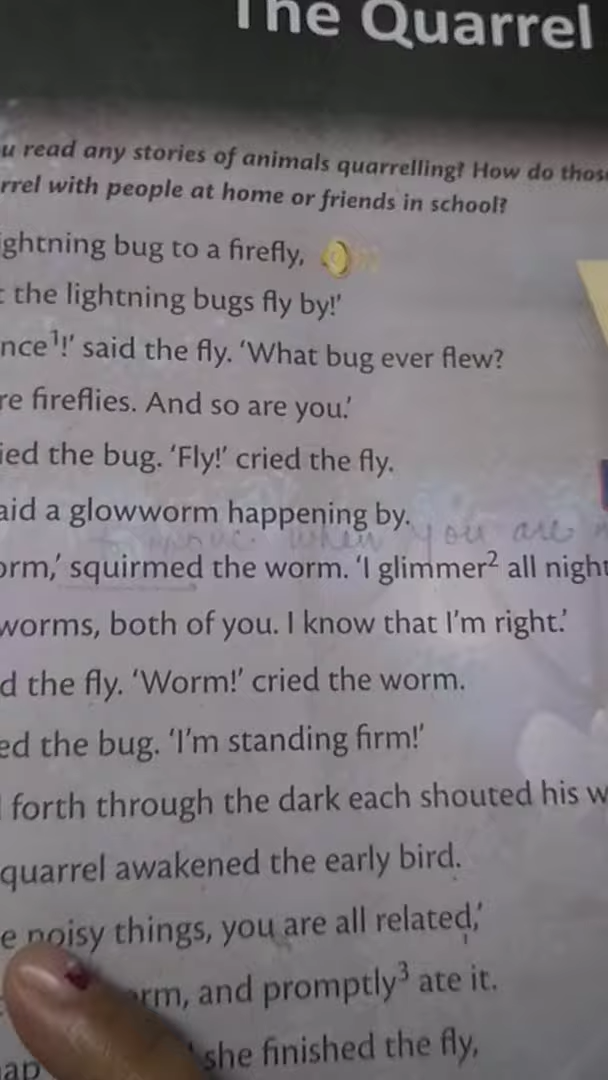 The Quarrel
u read any stories of animals quarrelling? How do thos
rrel with people at home or friends in school?
ghtning bug to a firefly,
the lightning bugs fly by!'
nce¹!' said the fly. 'What bug ever flew?
re fireflies. And so are you.'
ied the bug. 'Fly!' cried the fly.
aid a glowworm happening by.
when you are
orm,' squirmed the worm. 'I glimmer² all night
worms, both of you. I know that I'm right.'
d the fly. 'Worm!' cried the worm.
ed the bug. 'I'm standing firm!'
forth through the dark each shouted his w
quarrel awakened the early bird.
e noisy things, you are all related,'
orm, and promptly³ ate it.
she finished the fly,